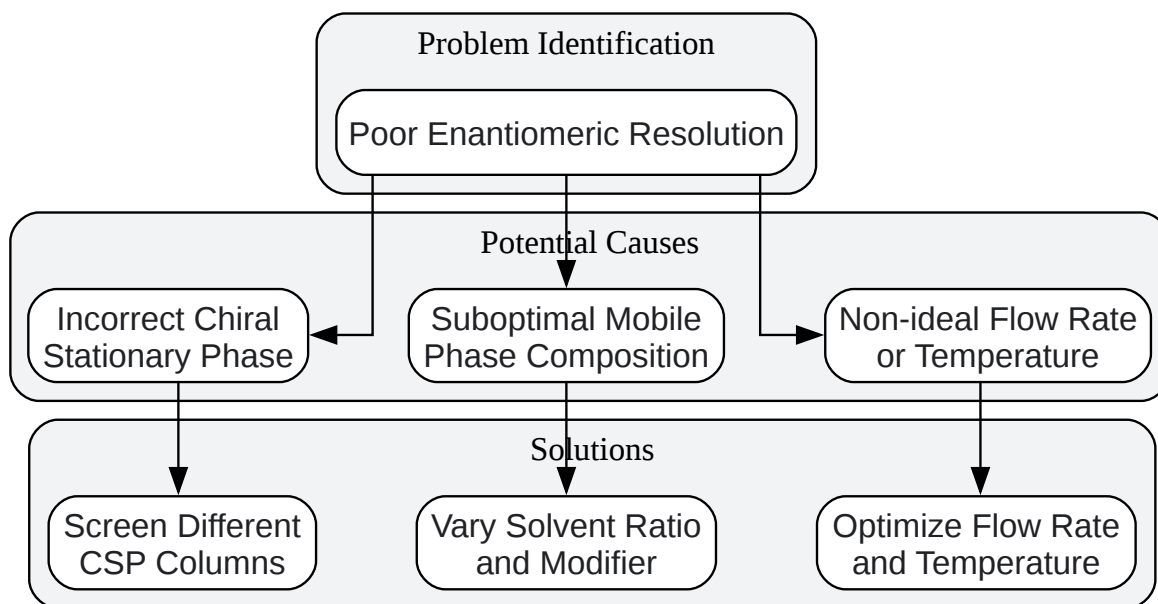 Problem Identification
Poor Enantiomeric Resolution
Potential Causes
Incorrect Chiral
Stationary Phase
Suboptimal Mobile
Phase Composition
Non-ideal Flow Rate
or Temperature
Solutions
Screen Different
CSP Columns
Vary Solvent Ratio
and Modifier
Optimize Flow Rate
and Temperature